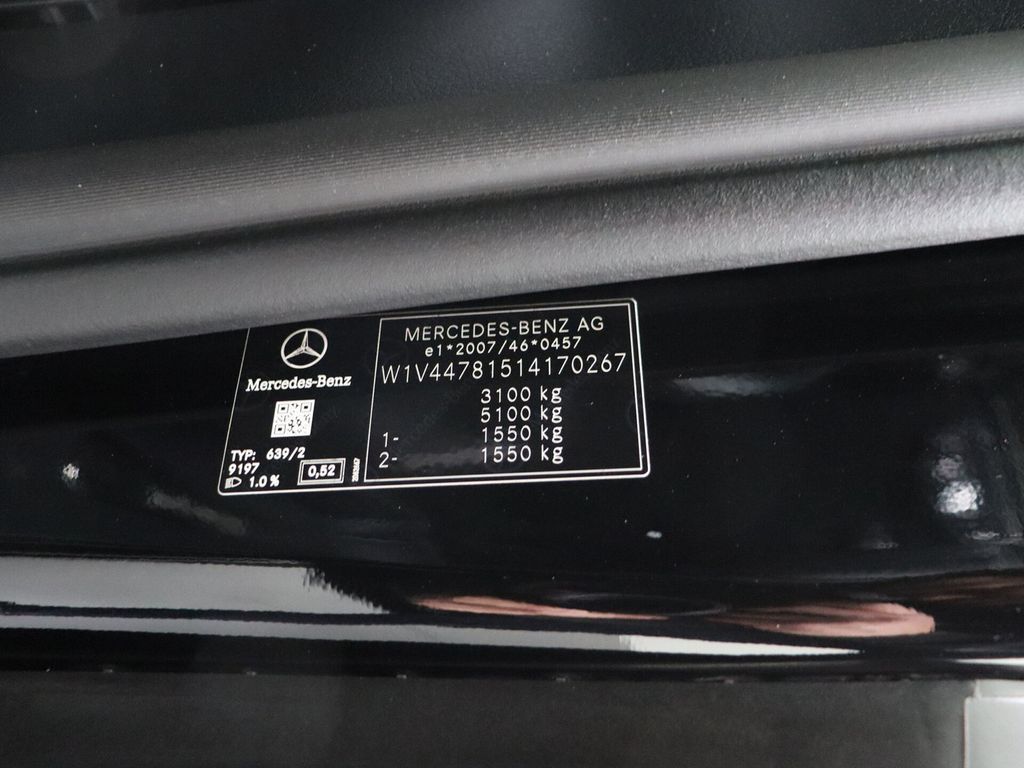 Mercedes-Benz
TYP: 639/2
9197
1.0%
0,52
MERCEDES-BENZ AG
e1*2007/46*0457
W1V44781514170267
3100 kg
5100 kg
1- 1550 kg
2- 1550 kg